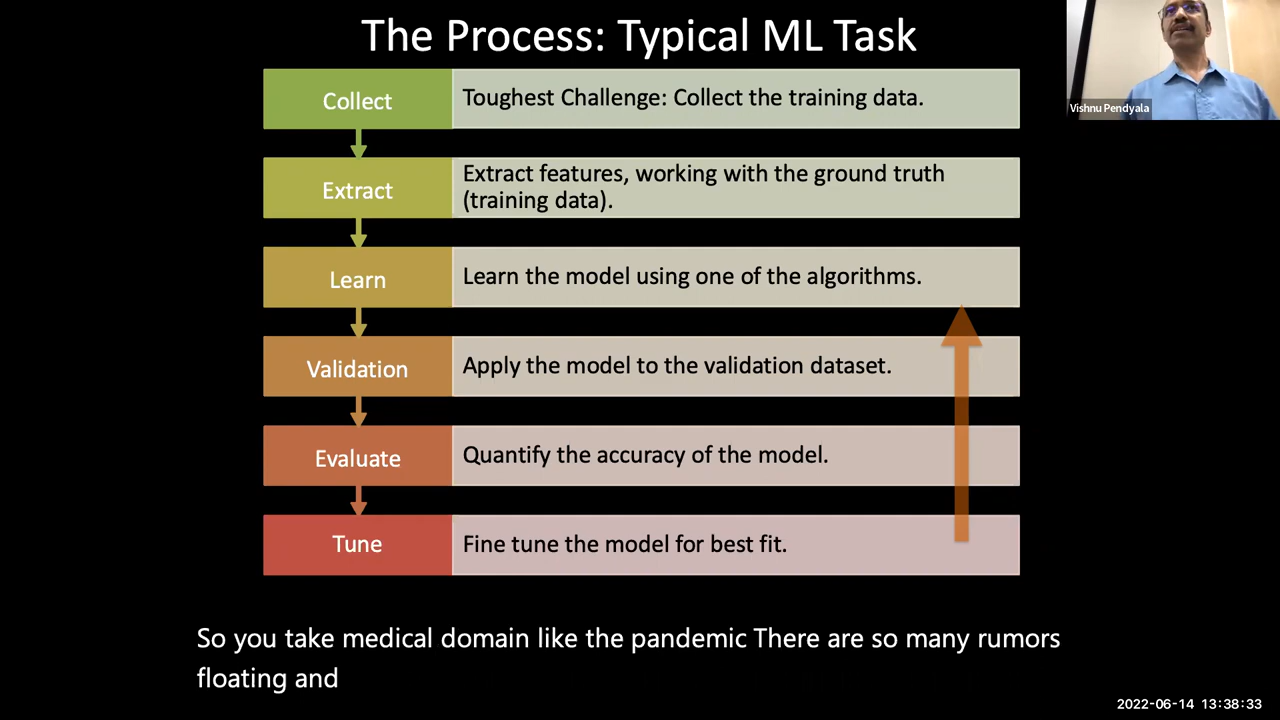 The Process: Typical ML Task
Vishnu Pendyala
Collect
Toughest Challenge: Collect the training data.
Extract
Extract features, working with the ground truth
(training data).
Learn
Learn the model using one of the algorithms.
Validation
Apply the model to the validation dataset.
Evaluate
Quantify the accuracy of the model.
Tune
Fine tune the model for best fit.
So you take medical domain like the pandemic There are so many rumors
floating and
2022-06-14 13:38:33